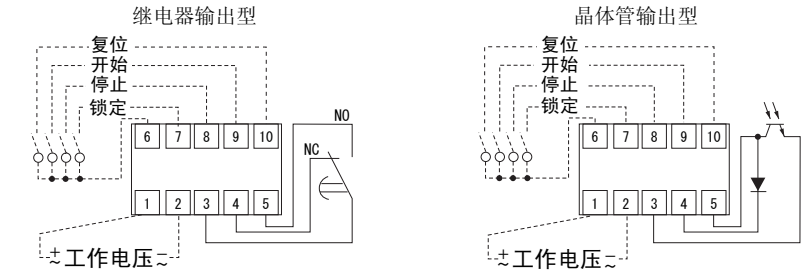 继电器输出型
复位
开始
停止
锁定
6 7 8 9 10
NO
NC
1 2 3 4 5
+
~工作电压-~
晶体管输出型
复位
开始
停止
锁定
6 7 8 9 10
1 2 3 4 5
+
~工作电压-~